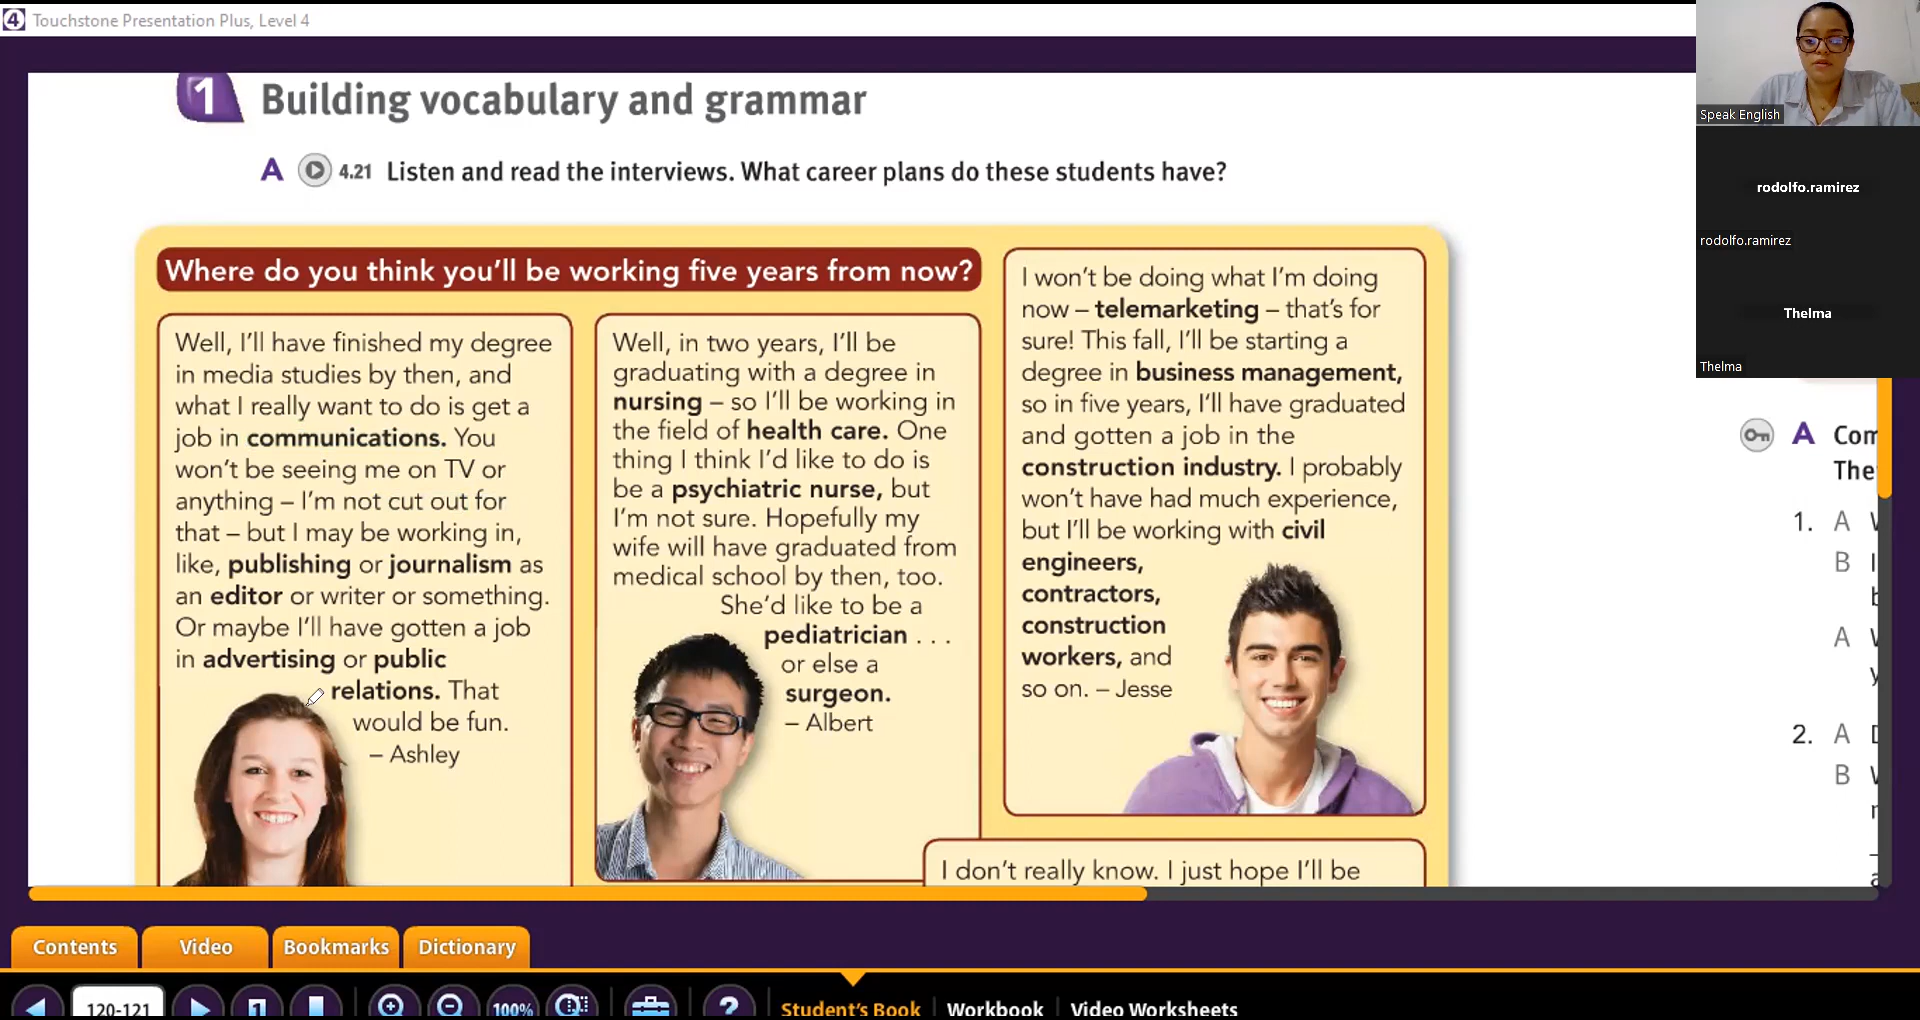 Touchstone Presentation Plus, Level 4
1 Building vocabulary and grammar
A 4.21 Listen and read the interviews. What career plans do these students have?
Where do you think you'll be working five years from now?
Well, I'll have finished my degree
in media studies by then, and
what I really want to do is get a
job in communications. You
won't be seeing me on TV or
anything – I'm not cut out for
that – but I may be working in,
like, publishing or journalism as
an editor or writer or something.
Or maybe I'll have gotten a job
in advertising or public
relations. That
would be fun.
– Ashley
Well, in two years, I'll be
graduating with a degree in
nursing – so I'll be working in
the field of health care. One
thing I think I'd like to do is
be a psychiatric nurse, but
I'm not sure. Hopefully my
wife will have graduated from
medical school by then, too.
She'd like to be a
pediatrician . . .
or else a
surgeon.
– Albert
I won't be doing what I'm doing
now – telemarketing – that's for
sure! This fall, I'll be starting a
degree in business management,
so in five years, I'll have graduated
and gotten a job in the
construction industry. I probably
won't have had much experience,
but I'll be working with civil
engineers,
contractors,
construction
workers, and
so on. – Jesse
I don't really know. I just hope I'll be
A
1. A
B
A
2. A
B
Speak English
rodolfo.ramirez
rodolfo.ramirez
Thelma
Thelma
Contents Video Bookmarks Dictionary
120-121 100% ? Student's Book Workbook Video Worksheets